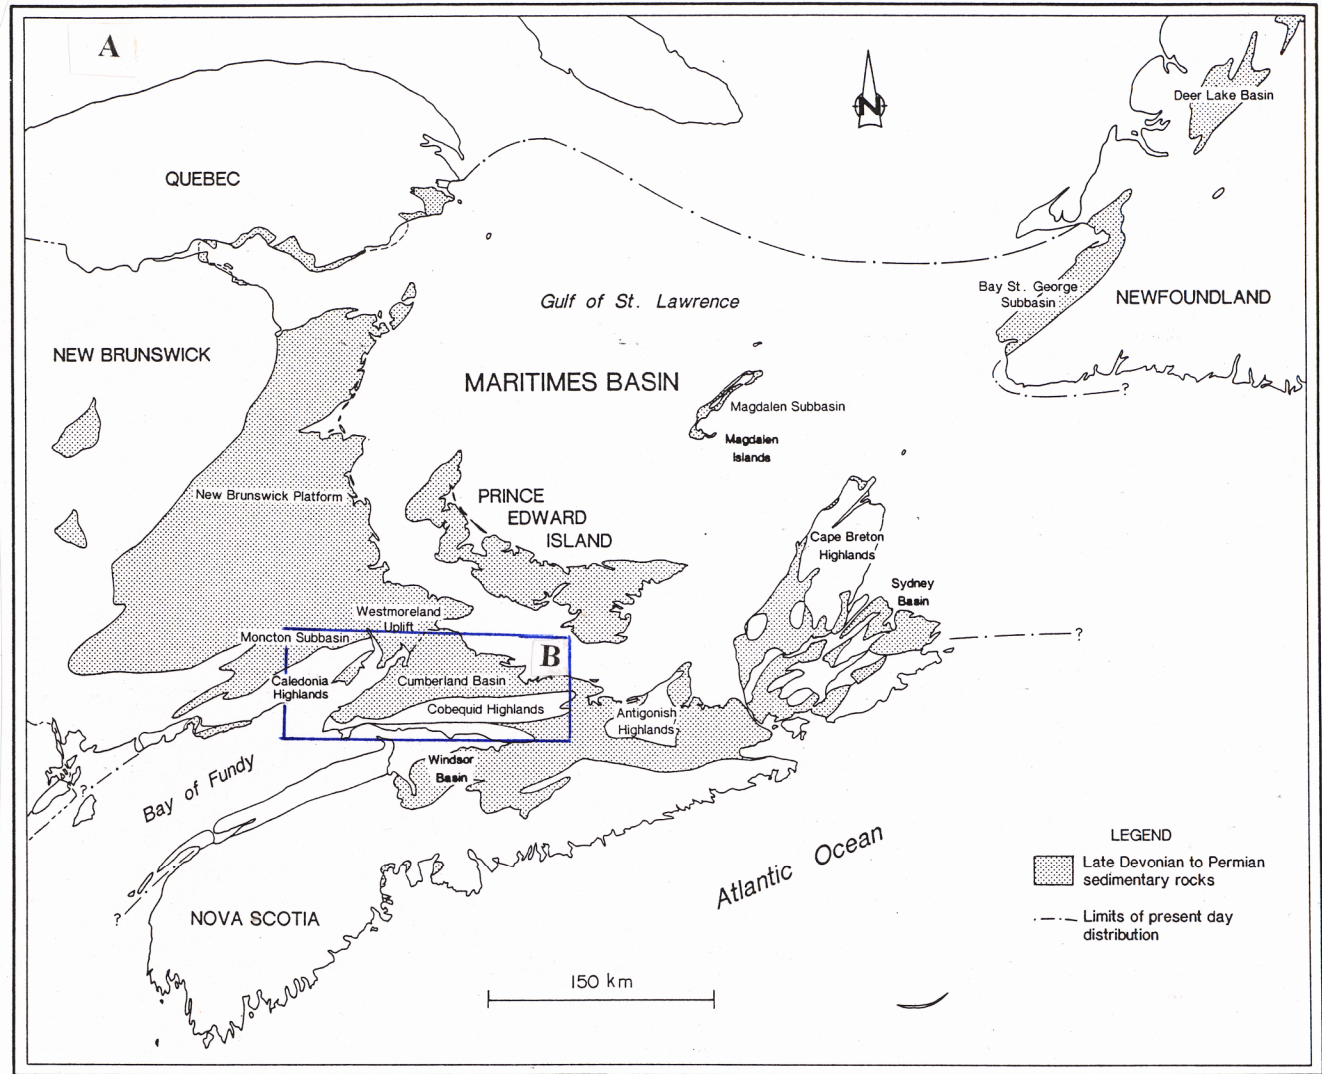 A
N
Deer Lake Basin
QUEBEC
Bay St. George
Subbasin
NEWFOUNDLAND
Gulf of St. Lawrence
NEW BRUNSWICK
MARITIMES BASIN
?
Magdalen Subbasin
Magdalen
Islands
New Brunswick Platform
PRINCE
EDWARD
ISLAND
Cape Breton
Highlands
Sydney
Basin
Westmoreland
Uplift
Moncton Subbasin
?
B
Caledonia
Highlands
Cumberland Basin
Cobequid Highlands
Antigonish
Highlands
Windsor
Basin
?
Bay of Fundy
Atlantic Ocean
LEGEND
Late Devonian to Permian
sedimentary rocks
Limits of present day
distribution
?
NOVA SCOTIA
150 km